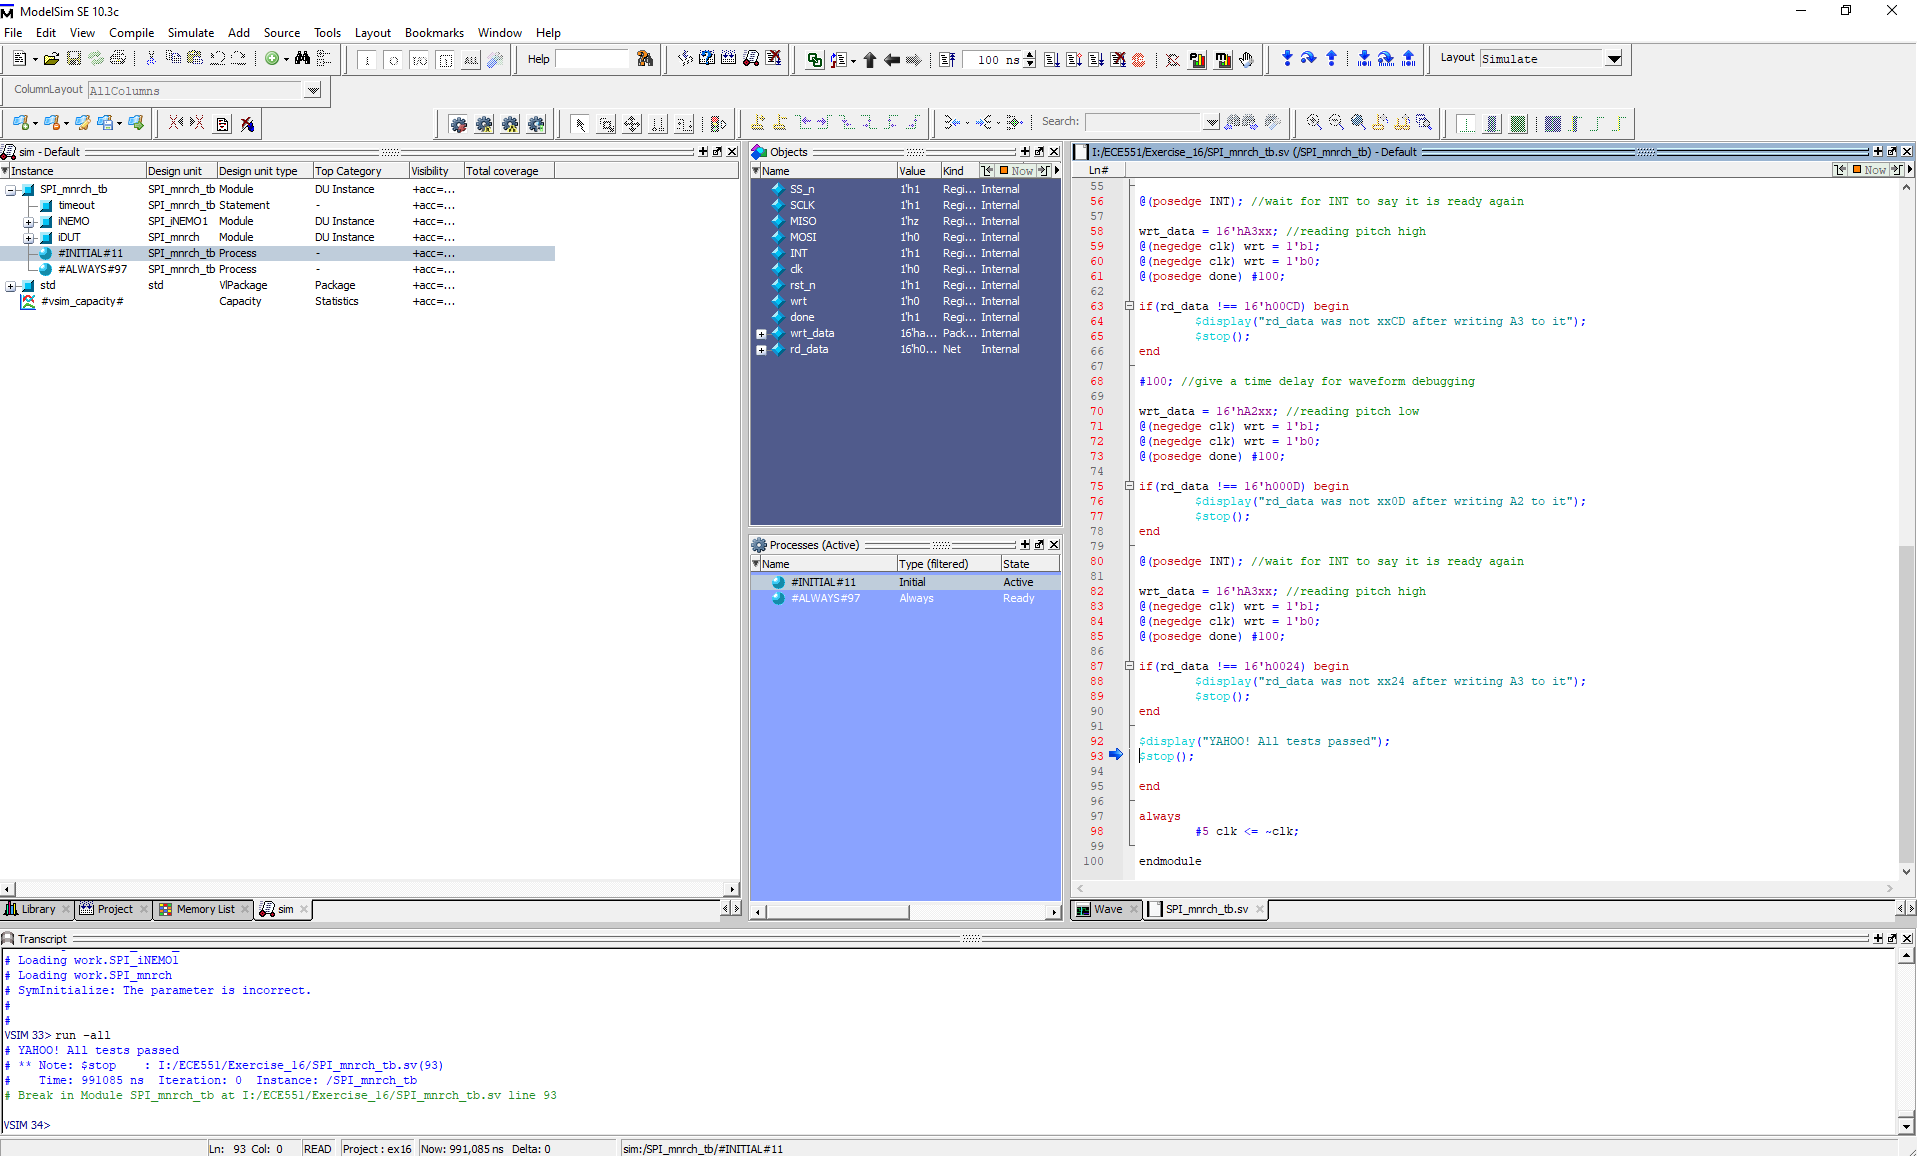 ModelSim SE 10.3c
File Edit View Compile Simulate Add Source Tools Layout Bookmarks Window Help
Help 100 ns Layout Simulate
ColumnLayout AllColumns
Search:
sim - Default
Instance Design unit Design unit type Top Category Visibility Total coverage
SPI_mnrch_tb SPI_mnrch_tb Module DU Instance +acc=...
timeout SPI_mnrch_tb Statement - +acc=...
iNEMO SPI_iNEMO1 Module DU Instance +acc=...
iDUT SPI_mnrch Module DU Instance +acc=...
#INITIAL#11 SPI_mnrch_tb Process - +acc=...
#ALWAYS#97 SPI_mnrch_tb Process - +acc=...
std std VlPackage Package +acc=...
#vsim_capacity# Capacity Statistics +acc=...
Library Project Memory List sim
Objects
Name Value Kind Now
SS_n 1'h1 Regi... Internal
SCLK 1'h1 Regi... Internal
MISO 1'hz Regi... Internal
MOSI 1'h0 Regi... Internal
INT 1'h1 Regi... Internal
clk 1'h0 Regi... Internal
rst_n 1'h1 Regi... Internal
wrt 1'h0 Regi... Internal
done 1'h1 Regi... Internal
wrt_data 16'ha... Pack... Internal
rd_data 16'h0... Net Internal
Processes (Active)
Name Type (filtered) State
#INITIAL#11 Initial Active
#ALWAYS#97 Always Ready
I:/ECE551/Exercise_16/SPI_mnrch_tb.sv (/SPI_mnrch_tb) - Default
Ln# Now
55
56 @(posedge INT); //wait for INT to say it is ready again
57
58 wrt_data = 16'hA3xx; //reading pitch high
59 @(negedge clk) wrt = 1'b1;
60 @(negedge clk) wrt = 1'b0;
61 @(posedge done) #100;
62
63 if(rd_data !== 16'h00CD) begin
64 $display("rd_data was not xxCD after writing A3 to it");
65 $stop();
66 end
67
68 #100; //give a time delay for waveform debugging
69
70 wrt_data = 16'hA2xx; //reading pitch low
71 @(negedge clk) wrt = 1'b1;
72 @(negedge clk) wrt = 1'b0;
73 @(posedge done) #100;
74
75 if(rd_data !== 16'h000D) begin
76 $display("rd_data was not xx0D after writing A2 to it");
77 $stop();
78 end
79
80 @(posedge INT); //wait for INT to say it is ready again
81
82 wrt_data = 16'hA3xx; //reading pitch high
83 @(negedge clk) wrt = 1'b1;
84 @(negedge clk) wrt = 1'b0;
85 @(posedge done) #100;
86
87 if(rd_data !== 16'h0024) begin
88 $display("rd_data was not xx24 after writing A3 to it");
89 $stop();
90 end
91
92 $display("YAHOO! All tests passed");
93 $stop();
94
95 end
96
97 always
98 #5 clk <= ~clk;
99
100 endmodule
Wave SPI_mnrch_tb.sv
Transcript
# Loading work.SPI_iNEMO1
# Loading work.SPI_mnrch
# SymInitialize: The parameter is incorrect.
#
#
VSIM 33> run -all
# YAHOO! All tests passed
# ** Note: $stop : I:/ECE551/Exercise_16/SPI_mnrch_tb.sv(93)
# Time: 991085 ns Iteration: 0 Instance: /SPI_mnrch_tb
# Break in Module SPI_mnrch_tb at I:/ECE551/Exercise_16/SPI_mnrch_tb.sv line 93
VSIM 34>
Ln: 93 Col: 0 READ Project : ex16 Now: 991,085 ns Delta: 0 sim:/SPI_mnrch_tb/#INITIAL#11